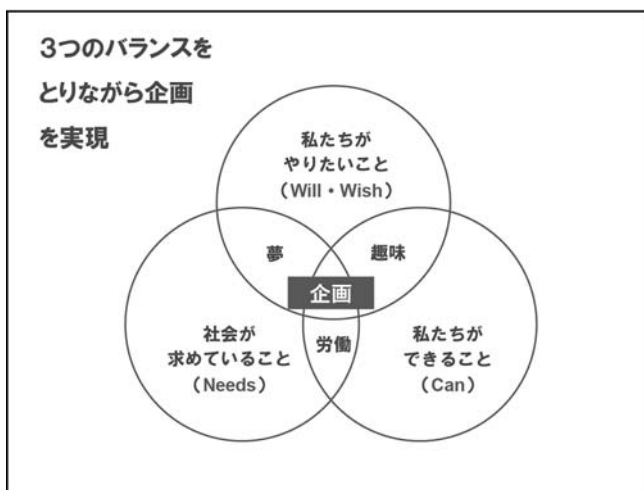 ３つのバランスを
とりながら企画
を実現
私たちが
やりたいこと
（Will・Wish）
夢
趣味
企画
社会が
求めていること
（Needs）
労働
私たちが
できること
（Can）